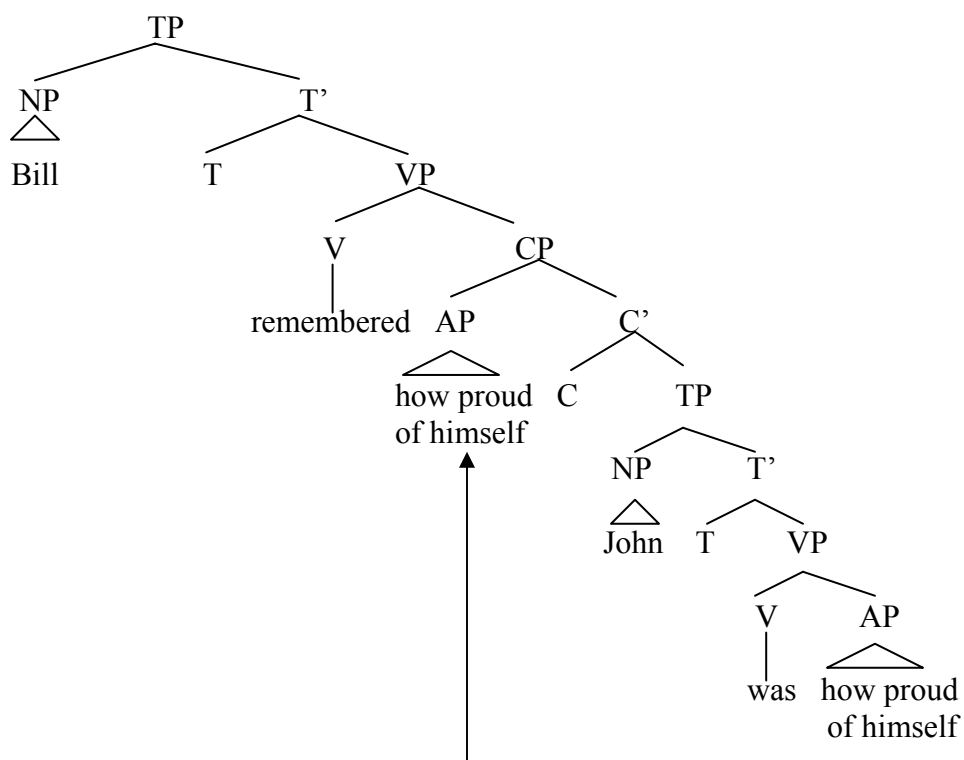 TP
NP T’
Bill T VP
V CP
remembered AP C’
how proud C TP
of himself
NP T’
John T VP
V AP
was how proud
of himself